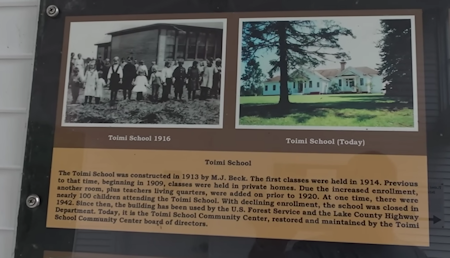 Toimi School 1916
Toimi School (Today)
Toimi School
The Toimi School was constructed in 1913 by M.J. Beck. The first classes were held in 1914. Previous
to that time, beginning in 1909, classes were held in private homes. Due the increased enrollment,
another room, plus teachers living quarters, were added on prior to 1920. At one time, there were
nearly 100 children attending the Toimi School. With declining enrollment, the school was closed in
1942. Since then, the building has been used by the U.S. Forest Service and the Lake County Highway
Department. Today, it is the Toimi School Community Center, restored and maintained by the Toimi
School Community Center board of directors.